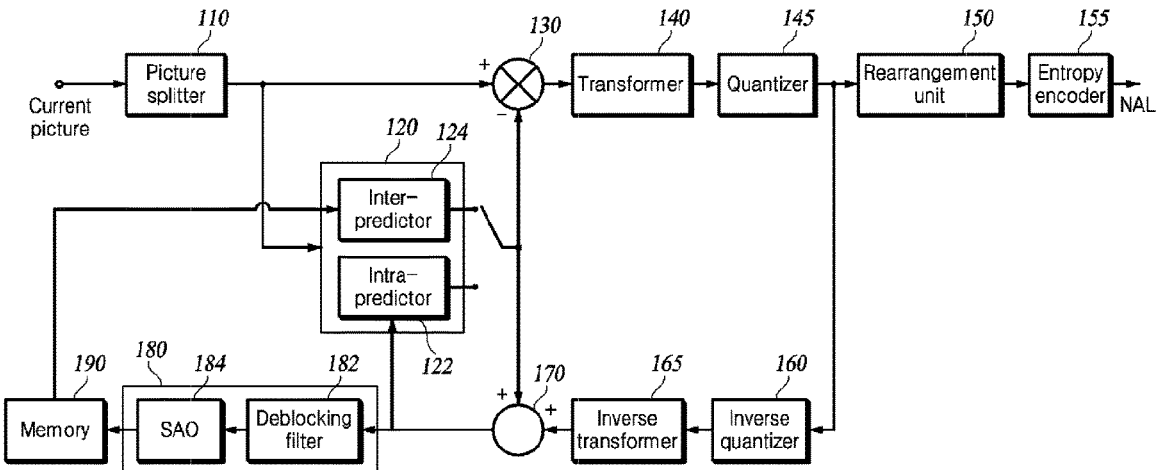 110
130
140
145
150
155
Picture
splitter
+
−
Transformer
Quantizer
Rearrangement
unit
Entropy
encoder
Current
picture
NAL
120
124
Inter−
predictor
Intra−
predictor
122
190
180
184
182
170
165
160
+
+
Memory
SAO
Deblocking
filter
Inverse
transformer
Inverse
quantizer